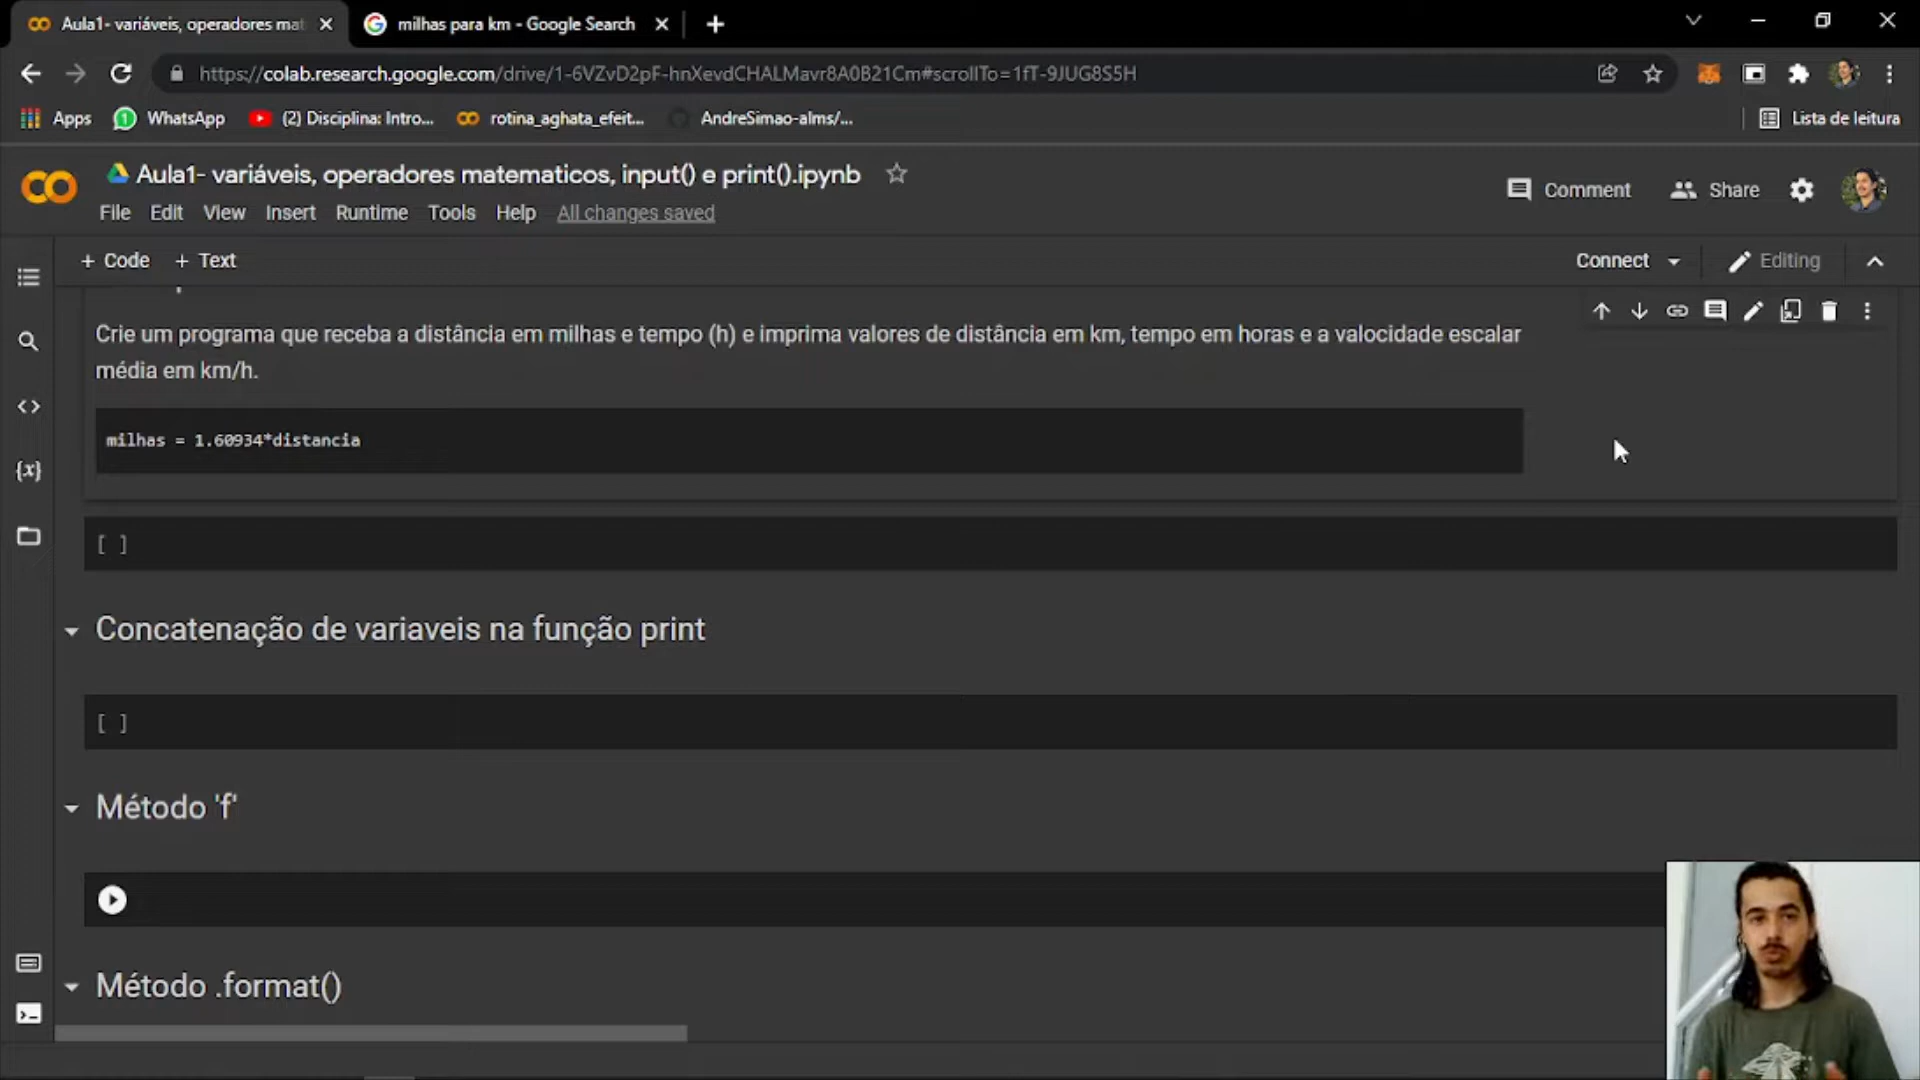 Aula1- variáveis, operadores mat
milhas para km - Google Search
https://colab.research.google.com/drive/1-6VZvD2pF-hnXevdCHALMavr8A0B21Cm#scrollTo=1fT-9JUG8S5H
Apps
WhatsApp
(2) Disciplina: Intro...
rotina_aghata_efeit...
AndreSimao-alms/...
Lista de leitura
Aula1- variáveis, operadores matematicos, input() e print().ipynb
Comment
Share
File
Edit
View
Insert
Runtime
Tools
Help
All changes saved
+ Code
+ Text
Connect
Editing
Crie um programa que receba a distância em milhas e tempo (h) e imprima valores de distância em km, tempo em horas e a valocidade escalar
média em km/h.
milhas = 1.60934*distancia
[ ]
Concatenação de variaveis na função print
[ ]
Método 'f'
Método .format()